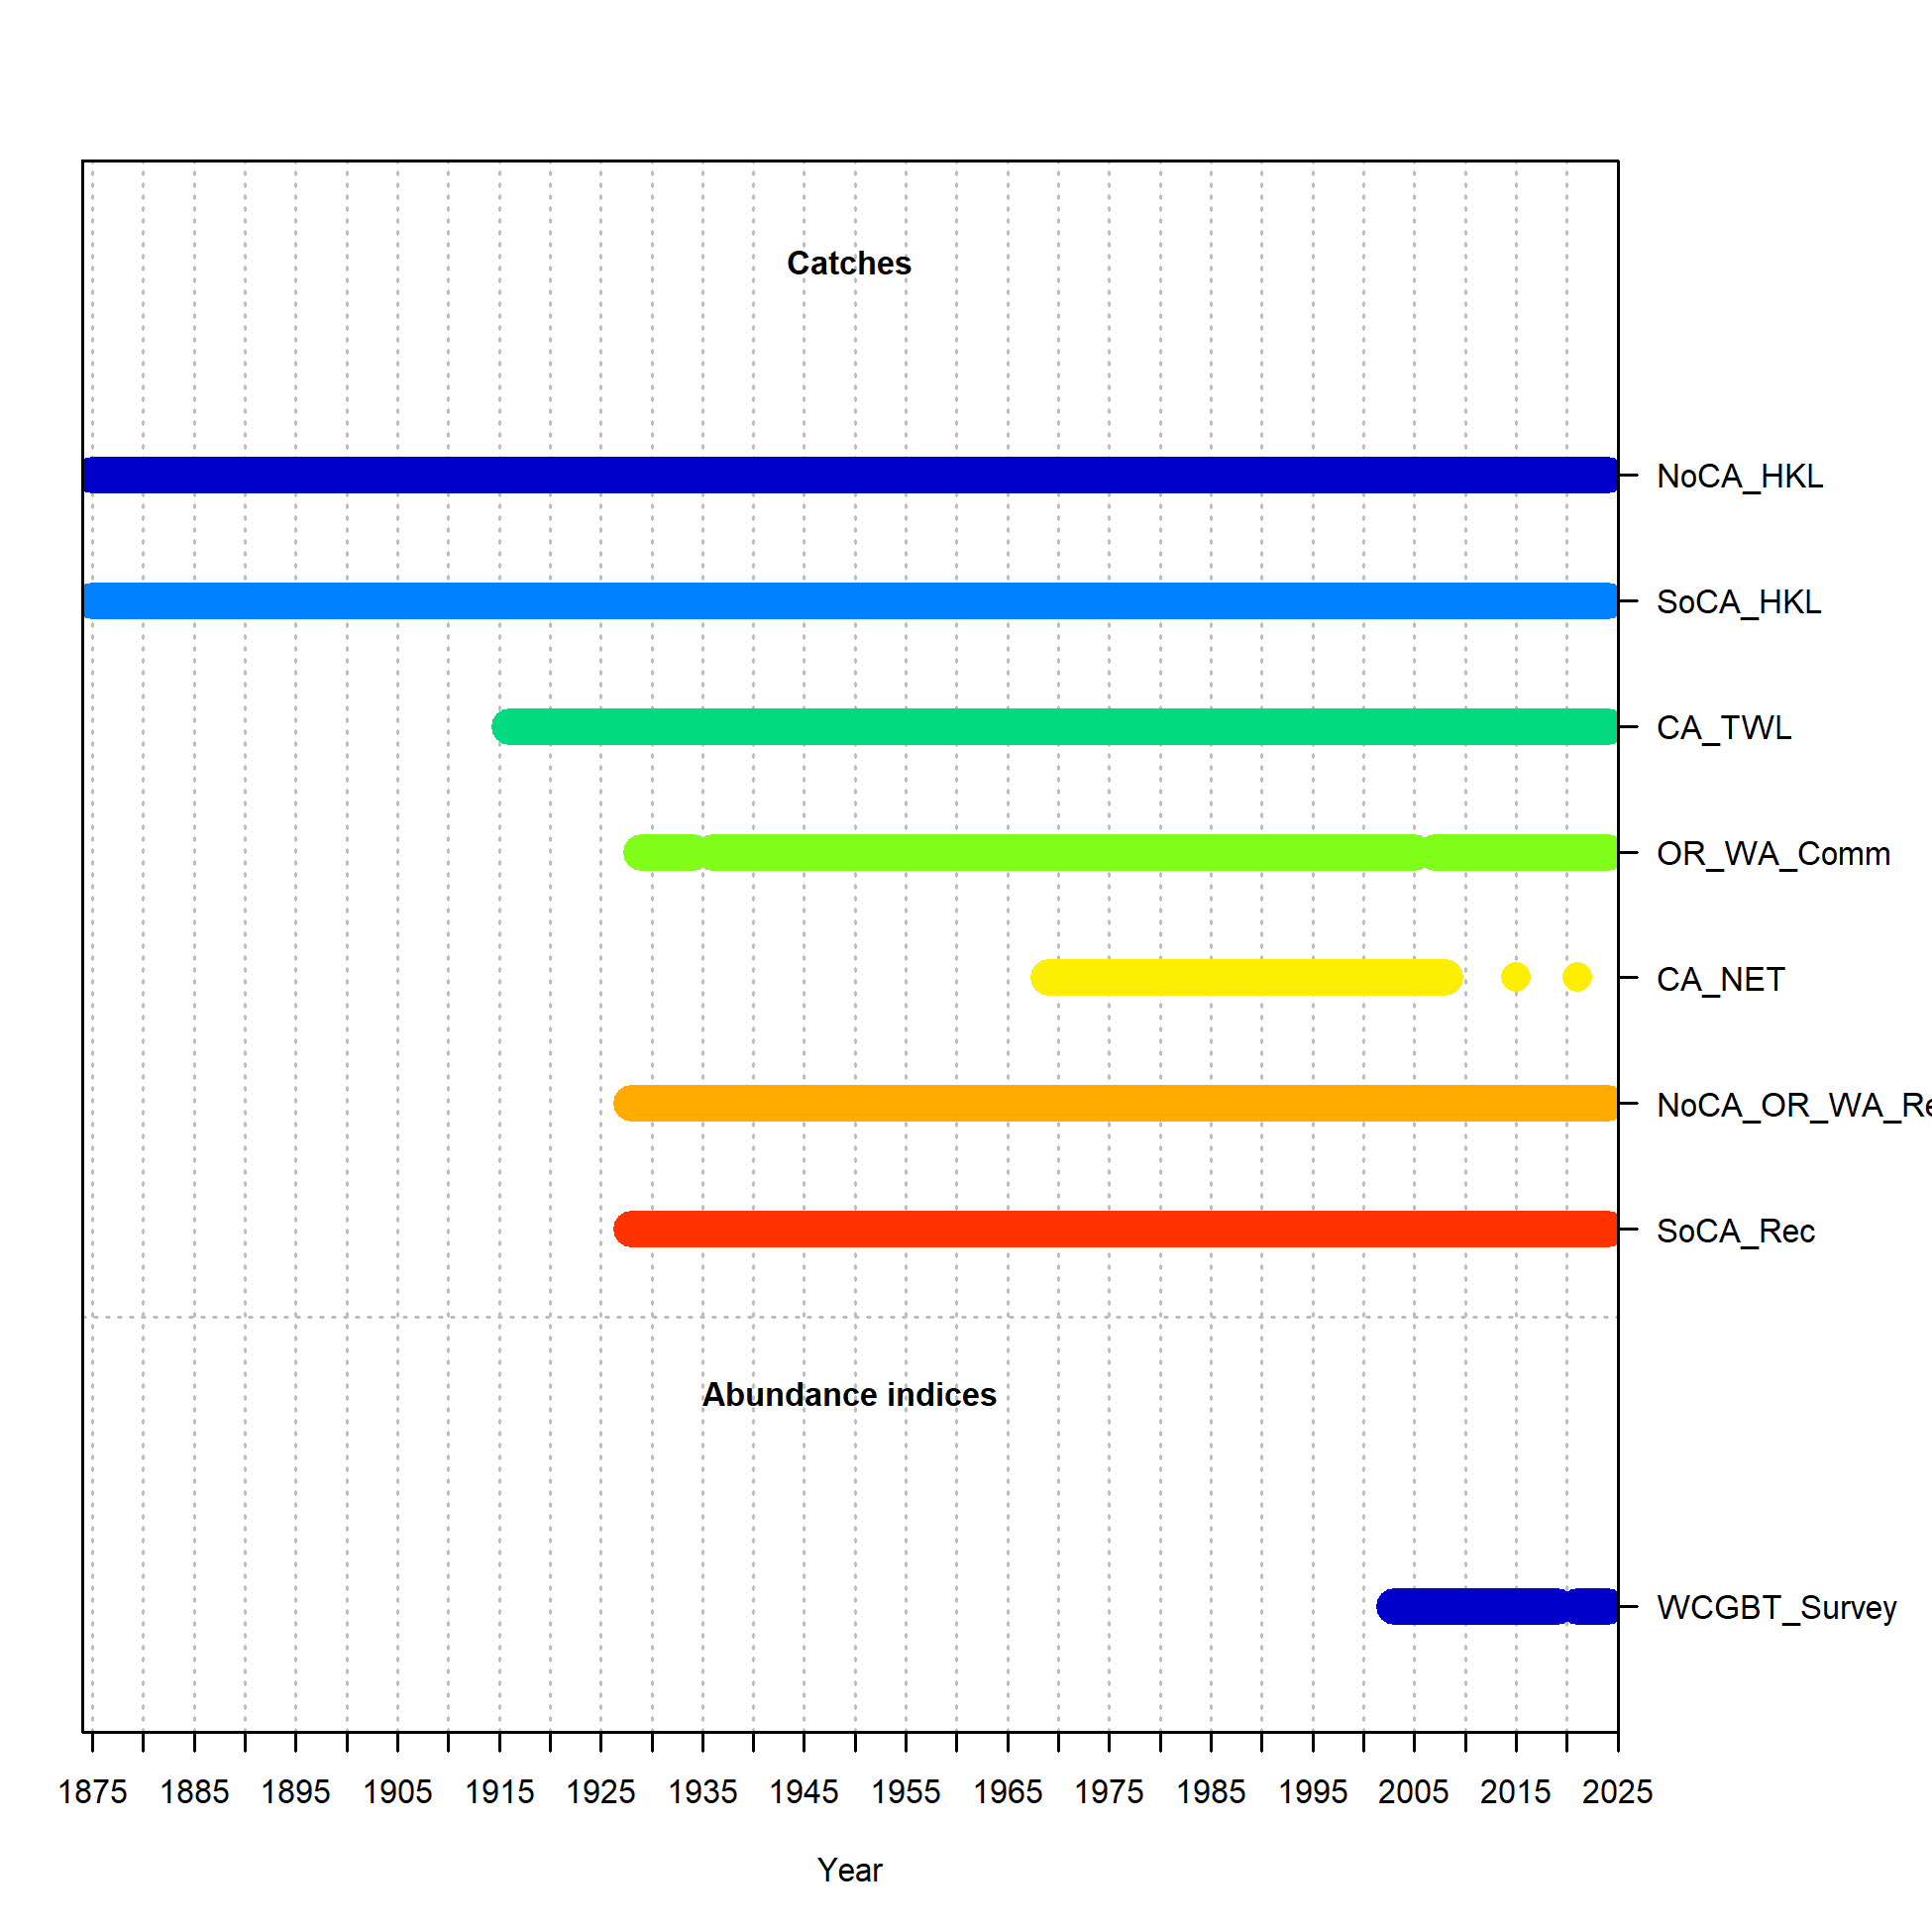 Catches
NoCA_HKL
SoCA_HKL
CA_TWL
OR_WA_Comm
CA_NET
NoCA_OR_WA_Re
SoCA_Rec
Abundance indices
WCGBT_Survey
1875 1885 1895 1905 1915 1925 1935 1945 1955 1965 1975 1985 1995 2005 2015 2025
Year